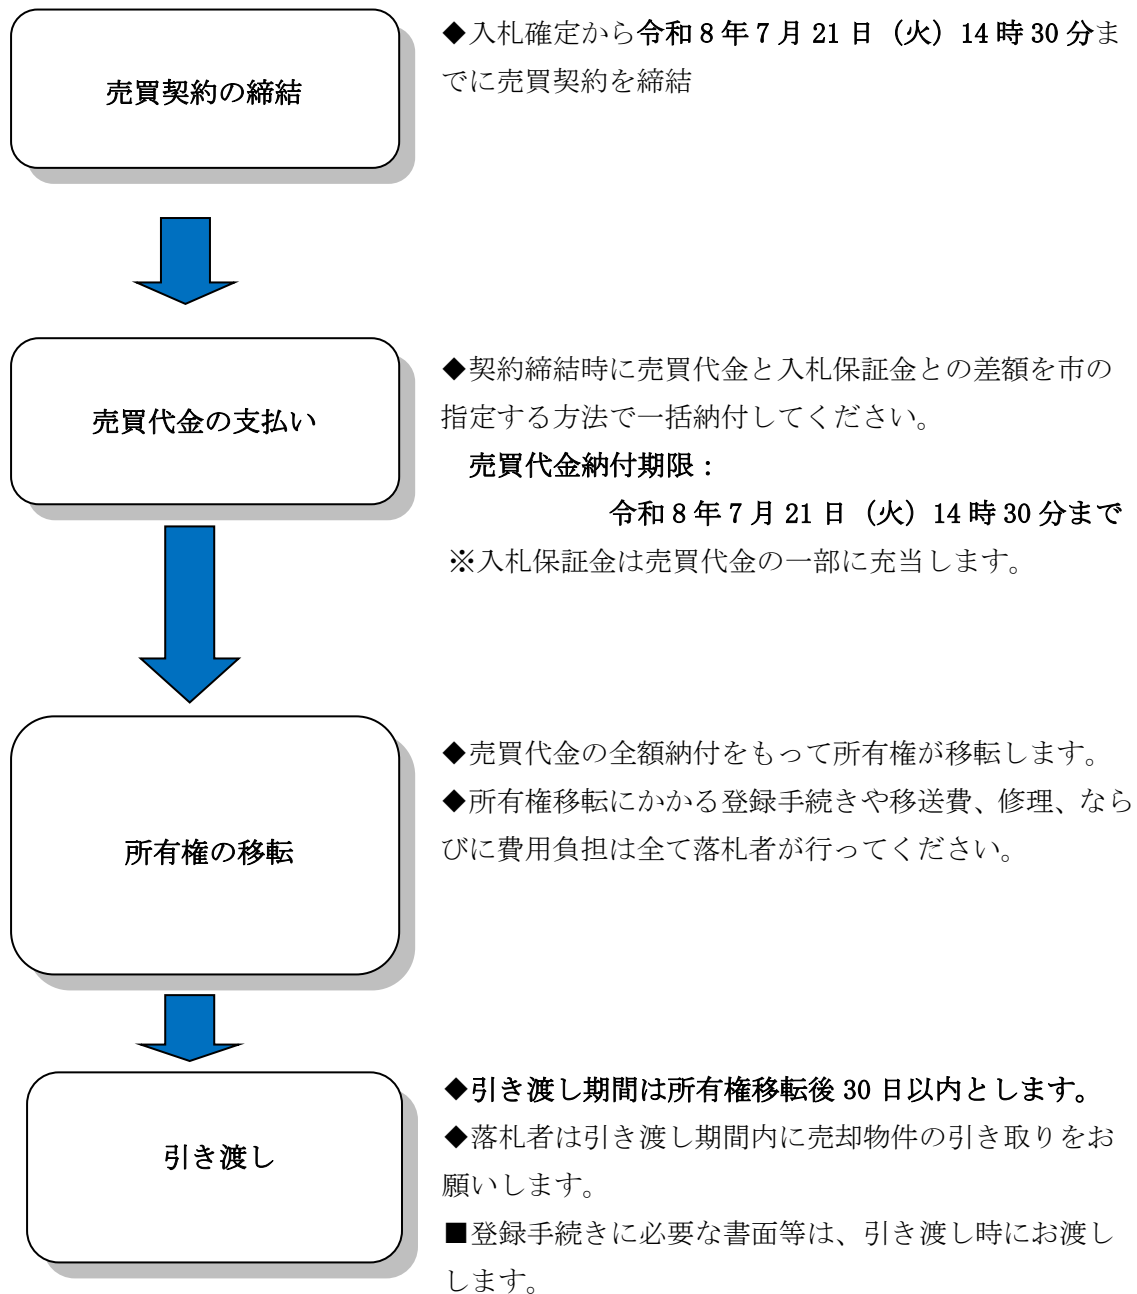 売買契約の締結
◆入札確定から令和8年7月21日（火）14時30分ま
でに売買契約を締結
売買代金の支払い
◆契約締結時に売買代金と入札保証金との差額を市の
指定する方法で一括納付してください。
売買代金納付期限：
令和8年7月21日（火）14時30分まで
※入札保証金は売買代金の一部に充当します。
所有権の移転
◆売買代金の全額納付をもって所有権が移転します。
◆所有権移転にかかる登録手続きや移送費、修理、なら
びに費用負担は全て落札者が行ってください。
引き渡し
◆引き渡し期間は所有権移転後30日以内とします。
◆落札者は引き渡し期間内に売却物件の引き取りをお
願いします。
■登録手続きに必要な書面等は、引き渡し時にお渡し
します。